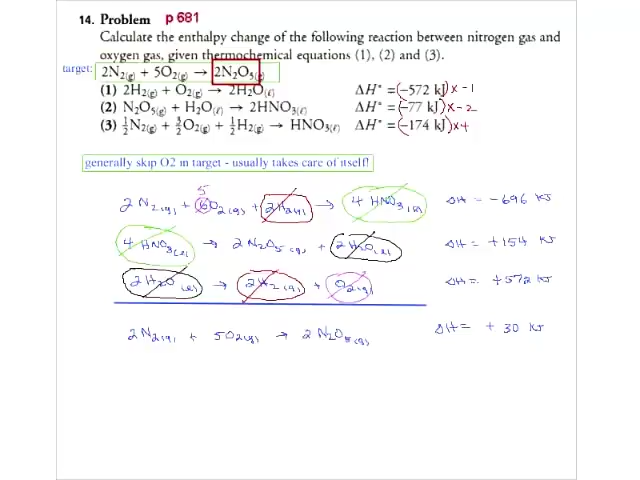 14. Problem p 681
Calculate the enthalpy change of the following reaction between nitrogen gas and
oxygen gas, given thermochemical equations (1), (2) and (3).
target: 2N₂(g) + 5O₂(g) → 2N₂O₅(g)
(1) 2H₂(g) + O₂(g) → 2H₂O(ℓ) ΔH° = (−572 kJ) x −1
(2) N₂O₅(g) + H₂O(ℓ) → 2HNO₃(ℓ) ΔH° = (−77 kJ) x −2
(3) ½N₂(g) + 3/2O₂(g) + ½H₂(g) → HNO₃(ℓ) ΔH° = (−174 kJ) x 4
generally skip O2 in target - usually takes care of itself!
5
2N₂(g) + 6O₂(g) + 2H₂(g) → 4HNO₃(ℓ) ΔH = −696 kJ
4HNO₃(ℓ) → 2N₂O₅(g) + 2H₂O(ℓ) ΔH = +154 kJ
2H₂O(ℓ) → 2H₂(g) + O₂(g) ΔH = +572 kJ
2N₂(g) + 5O₂(g) → 2N₂O₅(g) ΔH = +30 kJ